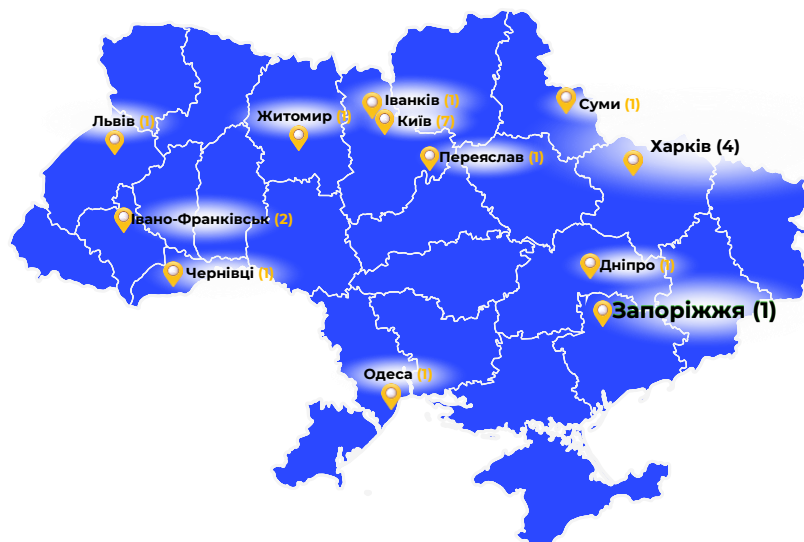 Іванків (1)
Суми (1)
Львів (1)
Житомир (1)
Київ (7)
Харків (4)
Переяслав (1)
Івано-Франківськ (2)
Дніпро (1)
Чернівці (1)
Запоріжжя (1)
Одеса (1)